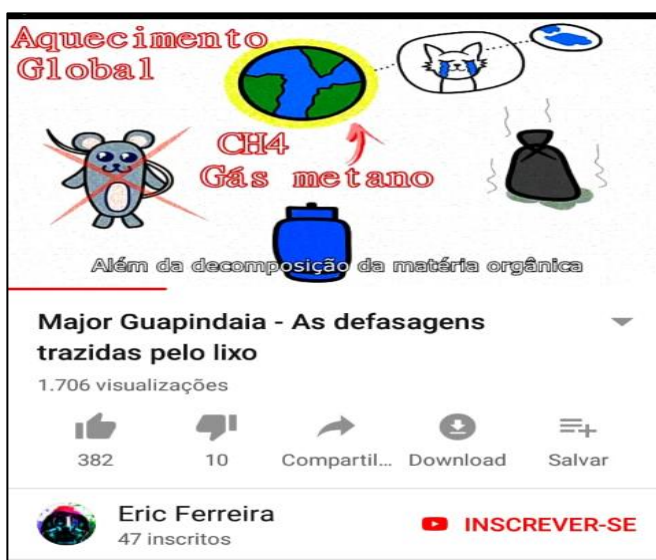 Aquecimento
Global
CH4
Gás metano
Além da decomposição da matéria orgânica
Major Guapindaia - As defasagens
trazidas pelo lixo
1.706 visualizações
382
10
Compartil...
Download
Salvar
Eric Ferreira
47 inscritos
INSCREVER-SE